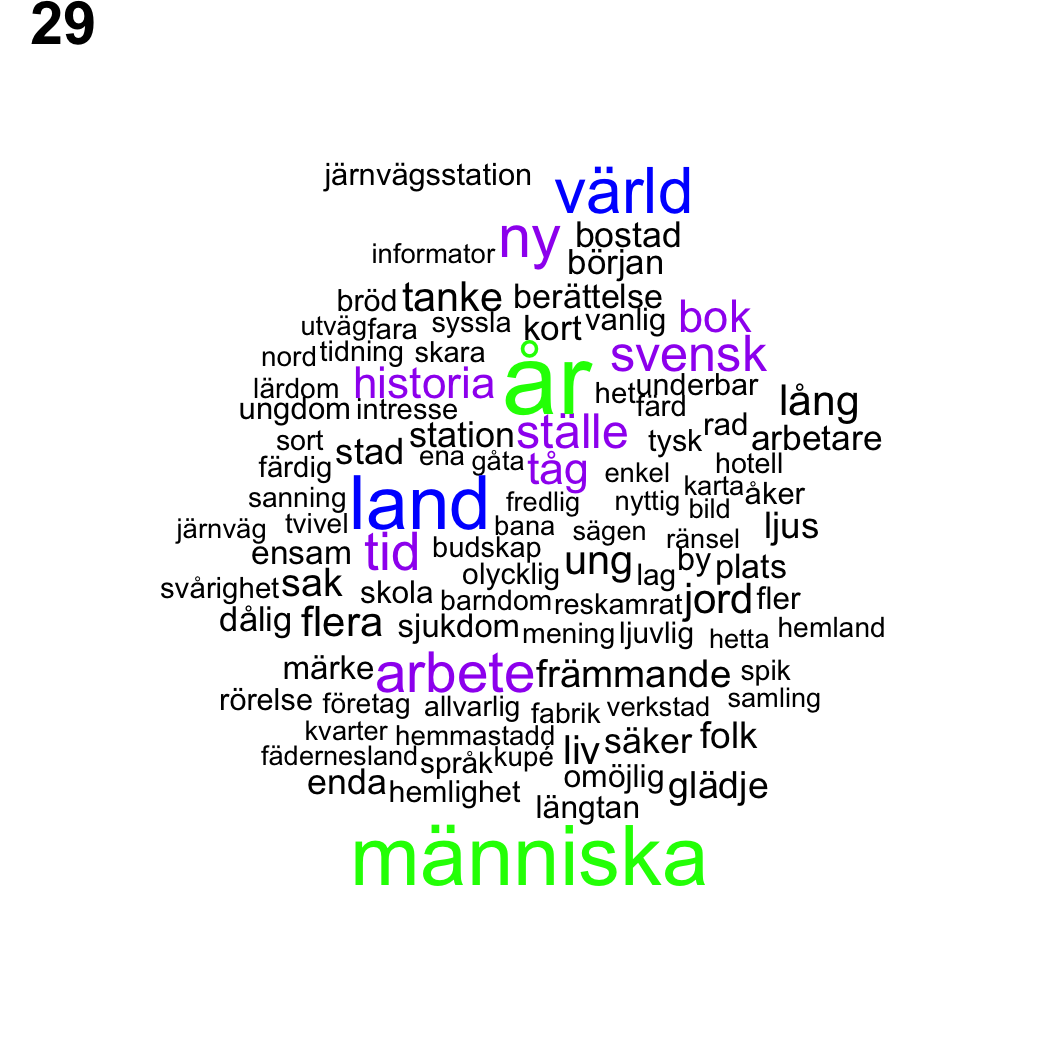 29
järnvägsstation värld
informator ny bostad
början
bröd tanke berättelse bok
utväg fara syssla kort vanlig
nord tidning skara år svensk
lärdom historia het underbar lång
ungdom intresse färd
sort stad station ställe tysk rad arbetare
färdig ena gåta tåg enkel hotell
sanning land fredlig nyttig karta bild åker
järnväg tvivel bana sägen ränsel ljus
ensam tid budskap ung by plats
svårighet sak skola olycklig lag
barndom reskamrat jord fler
dålig flera sjukdom mening ljuvlig hetta hemland
märke arbete främmande spik
rörelse företag allvarlig fabrik verkstad samling
kvarter hemmastadd liv säker folk
fädernesland språk kupé
enda hemlighet omöjlig glädje
längtan
människa